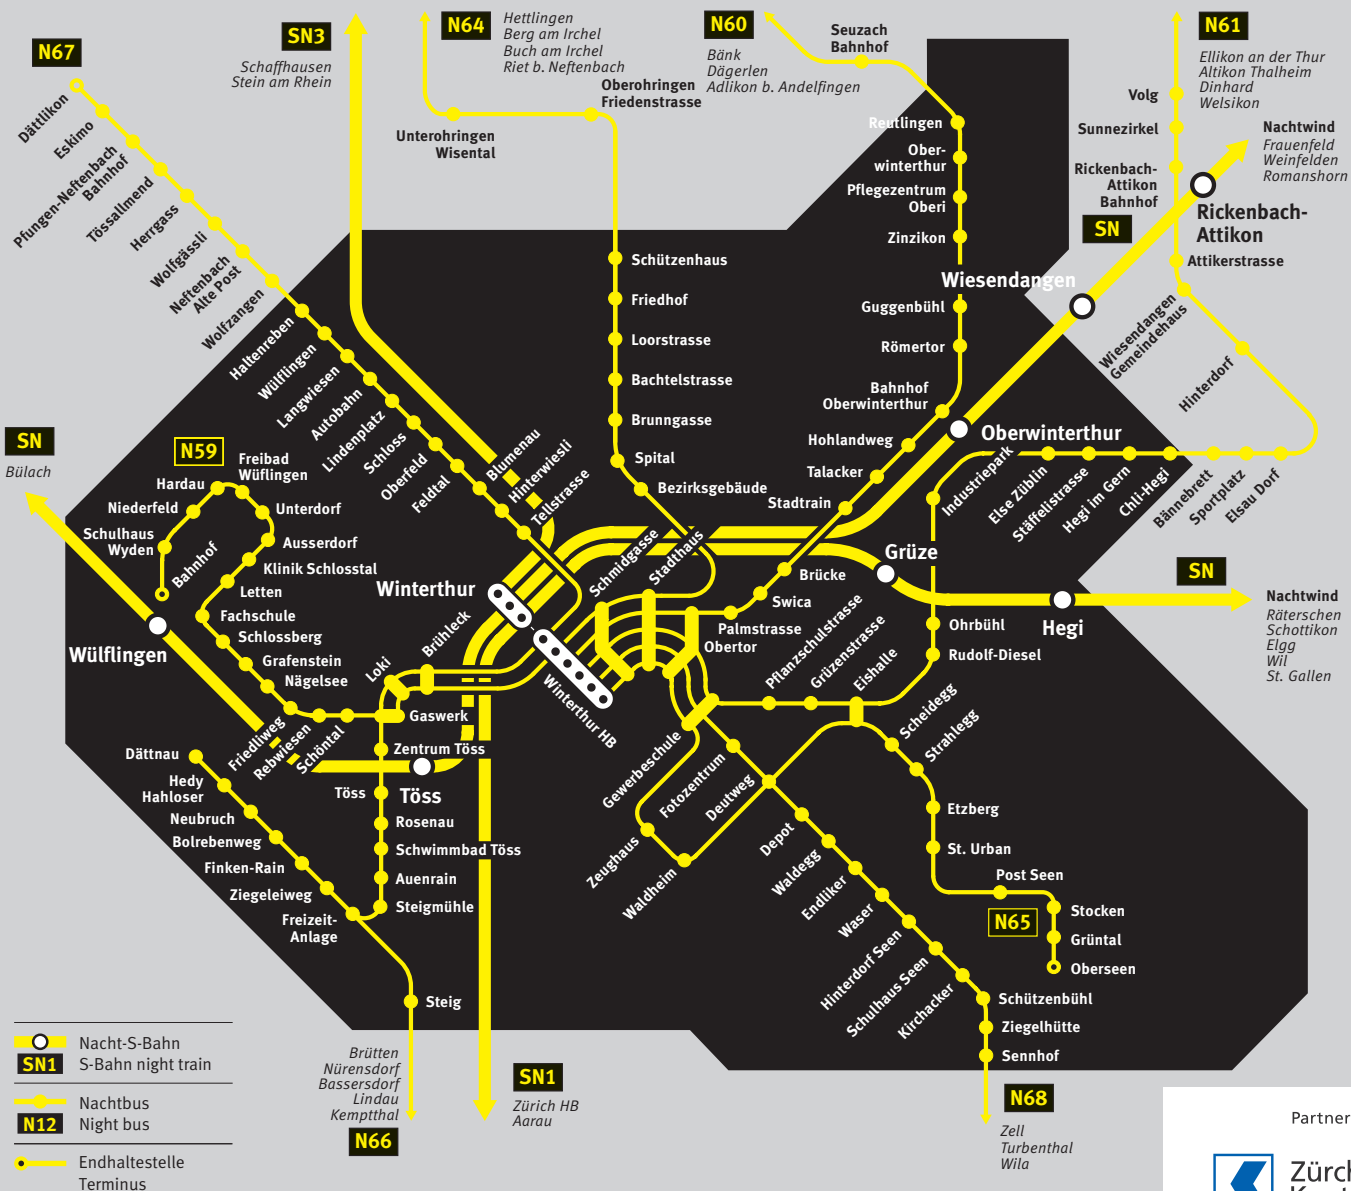 N67
SN3
Schaffhausen
Stein am Rhein
N64
Hettlingen
Berg am Irchel
Buch am Irchel
Riet b. Neftenbach
N60
Bänk
Dägerlen
Adlikon b. Andelfingen
Seuzach
Bahnhof
N61
Ellikon an der Thur
Altikon Thalheim
Dinhard
Welsikon
Nachtwind
Frauenfeld
Weinfelden
Romanshorn
Oberohringen
Friedenstrasse
Unterohringen
Wisental
Volg
Sunnezirkel
Rickenbach-
Attikon
Bahnhof
SN
Rickenbach-
Attikon
Attikerstrasse
Wiesendangen
Gemeindehaus
Hinterdorf
Dättlikon
Eskimo
Pfungen-Neftenbach
Bahnhof
Tössallmend
Herrgass
Wolfgässli
Neftenbach
Alte Post
Wolfzangen
Haltenreben
Wülflingen
Langwiesen
Autobahn
Lindenplatz
Schloss
Oberfeld
Feldtal
Blumenau
Hinterwiesli
Tellstrasse
Reutlingen
Ober-
winterthur
Pflegezentrum
Oberi
Zinzikon
Wiesendangen
Guggenbühl
Römertor
Bahnhof
Oberwinterthur
Hohlandweg
Talacker
Stadtrain
Oberwinterthur
Schützenhaus
Friedhof
Loorstrasse
Bachtelstrasse
Brunngasse
Spital
Bezirksgebäude
Industriepark
Else Züblin
Stäffelistrasse
Hegi im Gern
Chli-Hegi
Bännebrett
Sportplatz
Elsau Dorf
SN
Bülach
N59
Hardau
Freibad
Wüflingen
Niederfeld
Unterdorf
Schulhaus
Wyden
Ausserdorf
Bahnhof
Klinik Schlosstal
Letten
Fachschule
Schlossberg
Grafenstein
Nägelsee
Wülflingen
Friedliweg
Rebwiesen
Schöntal
Winterthur
Schmidgasse
Stadthaus
Brühleck
Loki
Gaswerk
Winterthur HB
Brücke
Swica
Palmstrasse
Obertor
Grüze
Hegi
SN
Nachtwind
Räterschen
Schottikon
Elgg
Wil
St. Gallen
Ohrbühl
Rudolf-Diesel
Pflanzschulstrasse
Grüzenstrasse
Eishalle
Scheidegg
Strahlegg
Etzberg
St. Urban
Post Seen
N65
Stocken
Grüntal
Oberseen
Gewerbeschule
Fotozentrum
Deutweg
Zeughaus
Waldheim
Depot
Waldegg
Endliker
Waser
Hinterdorf Seen
Schulhaus Seen
Kirchacker
Schützenbühl
Ziegelhütte
Sennhof
N68
Zell
Turbenthal
Wila
Zentrum Töss
Töss
Töss
Rosenau
Schwimmbad Töss
Auenrain
Steigmühle
Dättnau
Hedy
Hahloser
Neubruch
Bolrebenweg
Finken-Rain
Ziegeleiweg
Freizeit-
Anlage
Steig
Brütten
Nürensdorf
Bassersdorf
Lindau
Kemptthal
N66
SN1
Zürich HB
Aarau
Nacht-S-Bahn
SN1 S-Bahn night train
Nachtbus
N12 Night bus
Endhaltestelle
Terminus
Partner